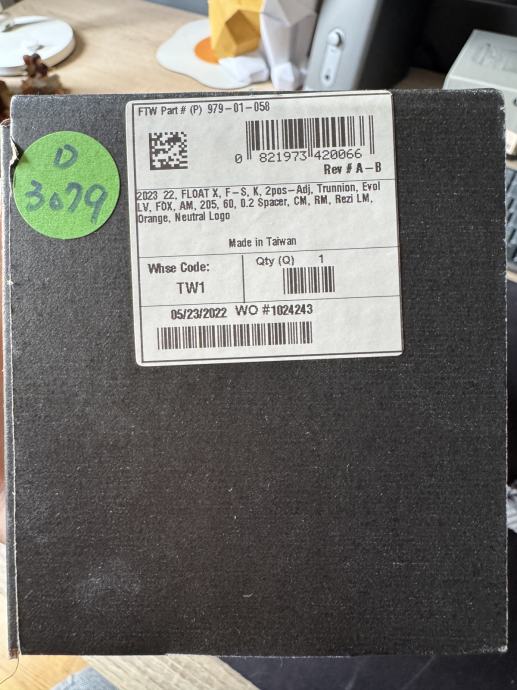 FTW Part # (P) 979-01-058
0 821973 420066
Rev # A-B
D
3079
2023 22, FLOAT X, F-S, K, 2pos-Adj, Trunnion, Evol
LV, FOX, AM, 205, 60, 0.2 Spacer, CM, RM, Rezi LM,
Orange, Neutral Logo
Made in Taiwan
Whse Code:
TW1
Qty (Q) 1
05/23/2022 WO #1024243